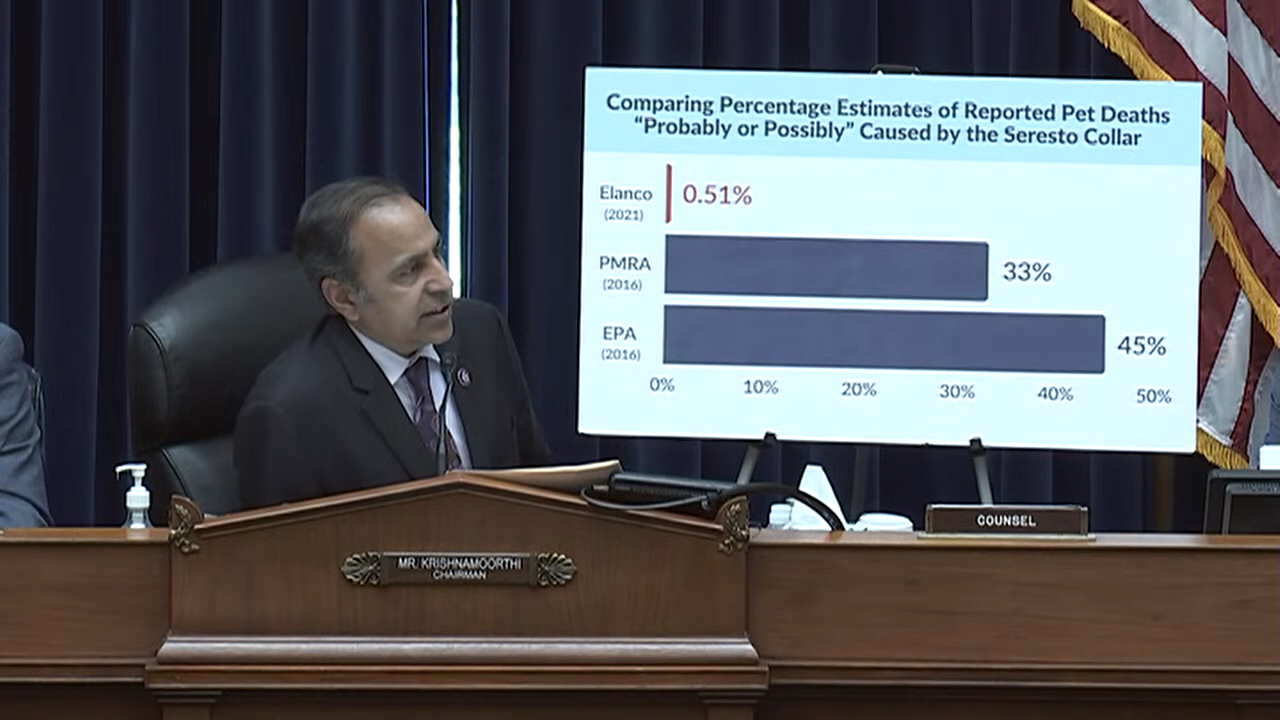 Comparing Percentage Estimates of Reported Pet Deaths
“Probably or Possibly” Caused by the Seresto Collar
Elanco
(2021)
0.51%
PMRA
(2016)
33%
EPA
(2016)
45%
0% 10% 20% 30% 40% 50%
COUNSEL
MR. KRISHNAMOORTHI
CHAIRMAN